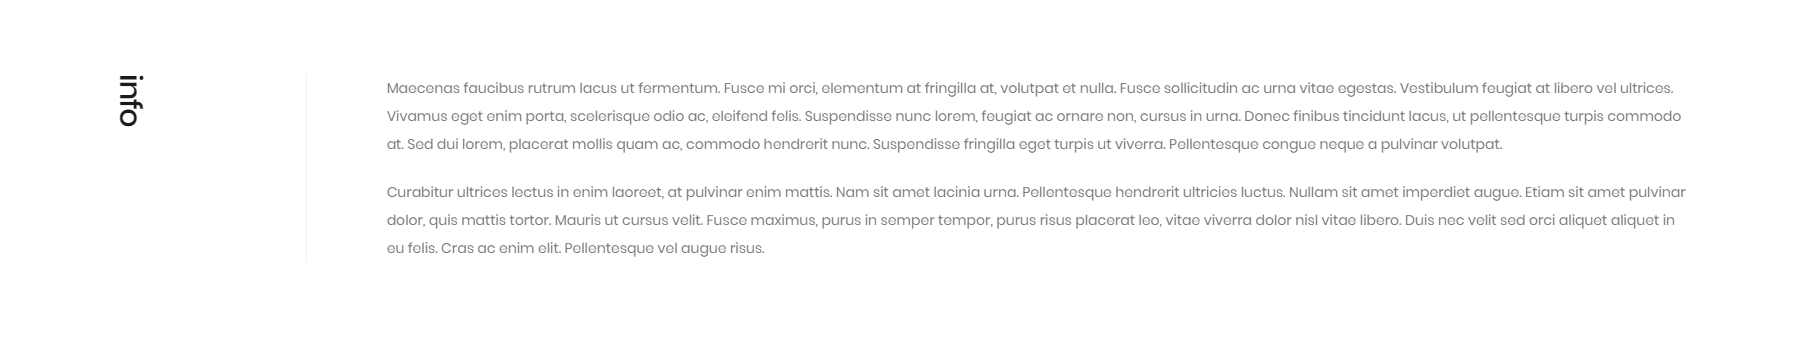 info
Maecenas faucibus rutrum lacus ut fermentum. Fusce mi orci, elementum at fringilla at, volutpat et nulla. Fusce sollicitudin ac urna vitae egestas. Vestibulum feugiat at libero vel ultrices.
Vivamus eget enim porta, scelerisque odio ac, eleifend felis. Suspendisse nunc lorem, feugiat ac ornare non, cursus in urna. Donec finibus tincidunt lacus, ut pellentesque turpis commodo
at. Sed dui lorem, placerat mollis quam ac, commodo hendrerit nunc. Suspendisse fringilla eget turpis ut viverra. Pellentesque congue neque a pulvinar volutpat.
Curabitur ultrices lectus in enim laoreet, at pulvinar enim mattis. Nam sit amet lacinia urna. Pellentesque hendrerit ultricies luctus. Nullam sit amet imperdiet augue. Etiam sit amet pulvinar
dolor, quis mattis tortor. Mauris ut cursus velit. Fusce maximus, purus in semper tempor, purus risus placerat leo, vitae viverra dolor nisl vitae libero. Duis nec velit sed orci aliquet aliquet in
eu felis. Cras ac enim elit. Pellentesque vel augue risus.